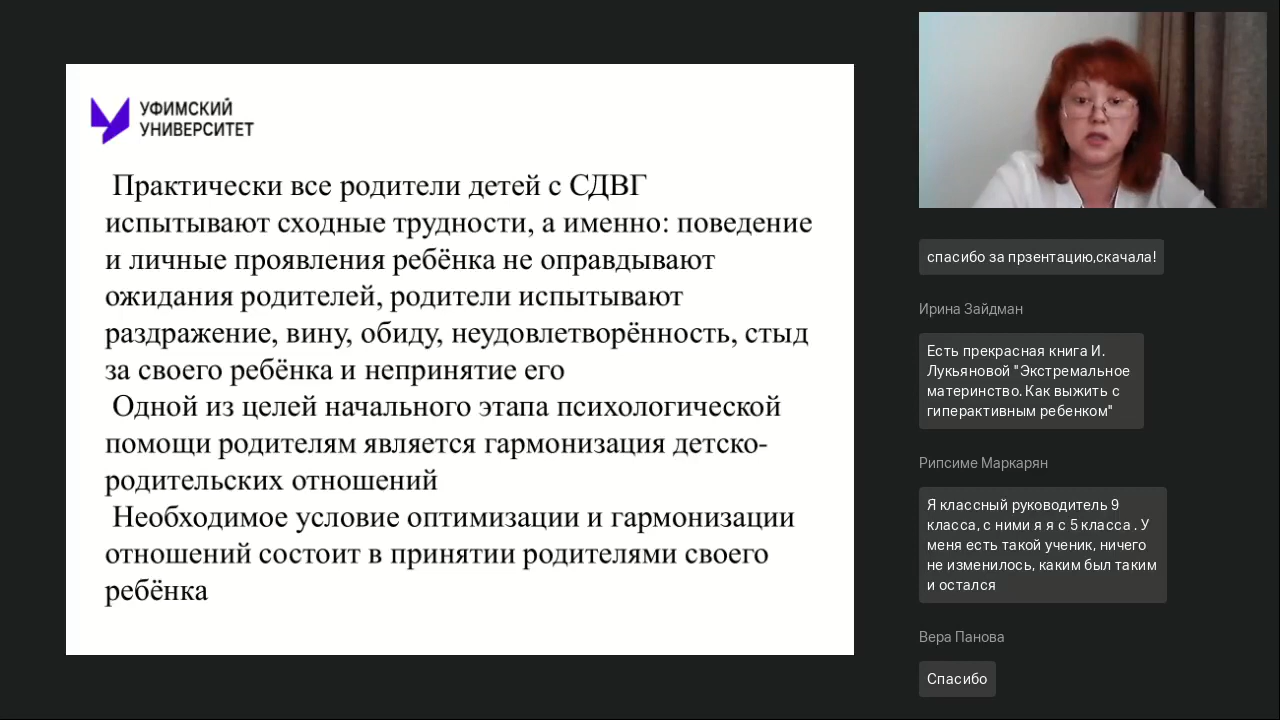 УФИМСКИЙ
УНИВЕРСИТЕТ
Практически все родители детей с СДВГ
испытывают сходные трудности, а именно: поведение
и личные проявления ребёнка не оправдывают
ожидания родителей, родители испытывают
раздражение, вину, обиду, неудовлетворённость, стыд
за своего ребёнка и непринятие его
Одной из целей начального этапа психологической
помощи родителям является гармонизация детско-
родительских отношений
Необходимое условие оптимизации и гармонизации
отношений состоит в принятии родителями своего
ребёнка
спасибо за прзентацию,скачала!
Ирина Зайдман
Есть прекрасная книга И.
Лукьяновой "Экстремальное
материнство. Как выжить с
гиперактивным ребенком"
Рипсиме Маркарян
Я классный руководитель 9
класса, с ними я я с 5 класса . У
меня есть такой ученик, ничего
не изменилось, каким был таким
и остался
Вера Панова
Спасибо